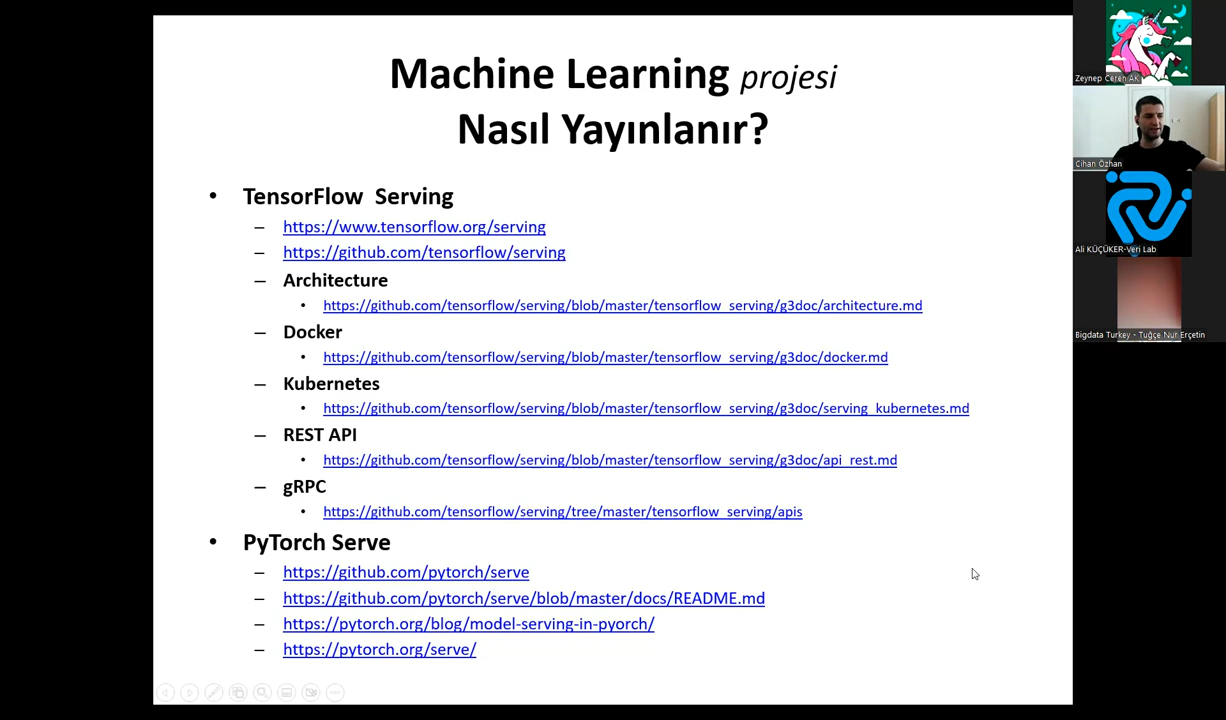 Machine Learning projesi
Nasıl Yayınlanır?
• TensorFlow Serving
– https://www.tensorflow.org/serving
– https://github.com/tensorflow/serving
– Architecture
• https://github.com/tensorflow/serving/blob/master/tensorflow_serving/g3doc/architecture.md
– Docker
• https://github.com/tensorflow/serving/blob/master/tensorflow_serving/g3doc/docker.md
– Kubernetes
• https://github.com/tensorflow/serving/blob/master/tensorflow_serving/g3doc/serving_kubernetes.md
– REST API
• https://github.com/tensorflow/serving/blob/master/tensorflow_serving/g3doc/api_rest.md
– gRPC
• https://github.com/tensorflow/serving/tree/master/tensorflow_serving/apis
• PyTorch Serve
– https://github.com/pytorch/serve
– https://github.com/pytorch/serve/blob/master/docs/README.md
– https://pytorch.org/blog/model-serving-in-pyorch/
– https://pytorch.org/serve/
Zeynep Ceren AK
Cihan Özhan
Ali KÜÇÜKER-Veri Lab
Bigdata Turkey - Tuğçe Nur Erçetin